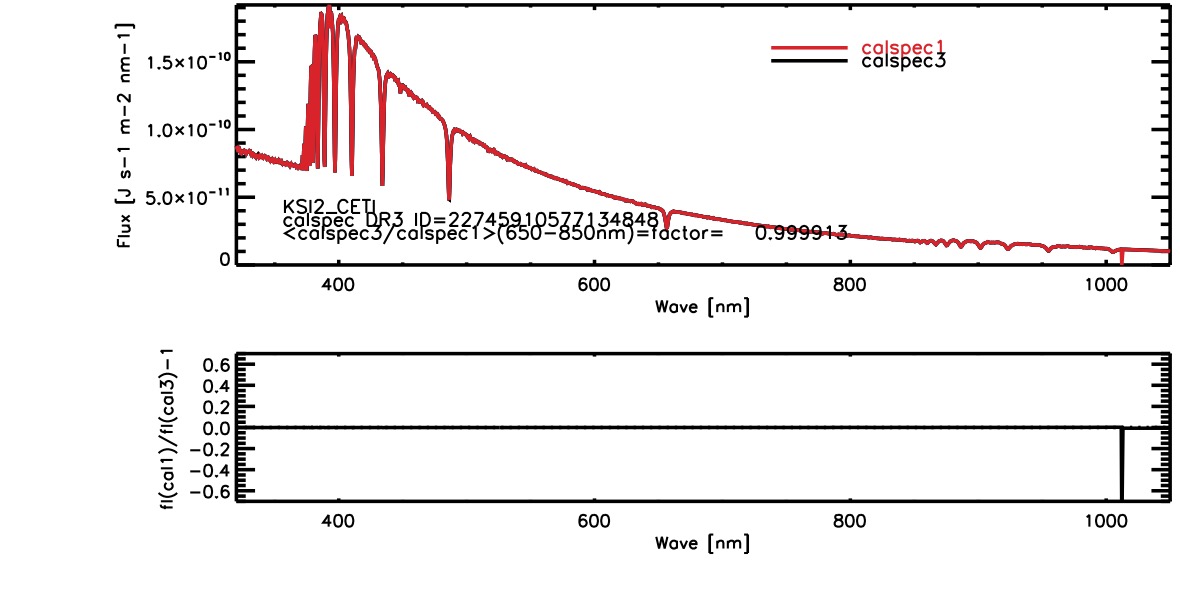 Flux [J s−1 m−2 nm−1]
1.5×10−10
1.0×10−10
5.0×10−11
0
calspec1
calspec3
KSI2_CETI
calspec DR3 ID=22745910577134848
<calspec3/calspec1>(650−850nm)=factor= 0.999913
400 600 800 1000
Wave [nm]
fl(cal1)/fl(cal3)−1
0.6
0.4
0.2
0.0
−0.2
−0.4
−0.6
400 600 800 1000
Wave [nm]